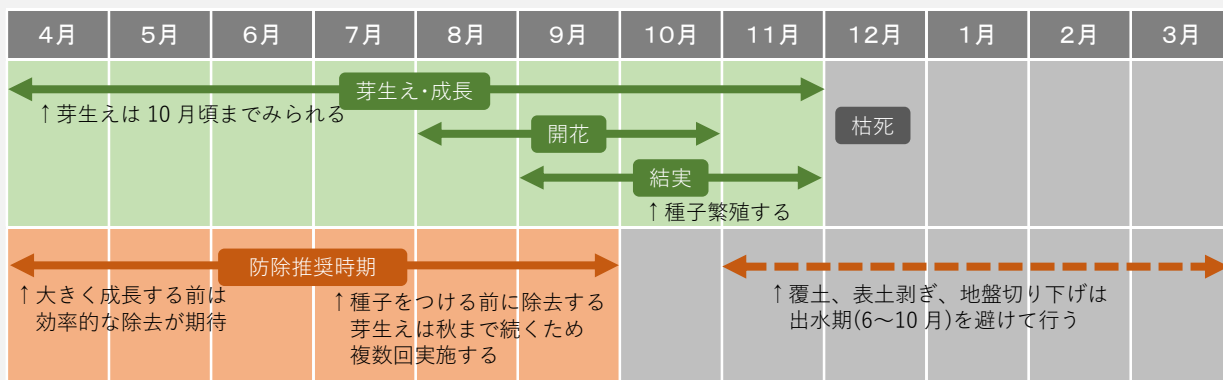 4月 5月 6月 7月 8月 9月 10月 11月 12月 1月 2月 3月
芽生え・成長
↑芽生えは 10 月頃までみられる
開花
枯死
結実
↑種子繁殖する
防除推奨時期
↑大きく成長する前は
効率的な除去が期待
↑種子をつける前に除去する
芽生えは秋まで続くため
複数回実施する
↑覆土、表土剥ぎ、地盤切り下げは
出水期(6～10 月)を避けて行う